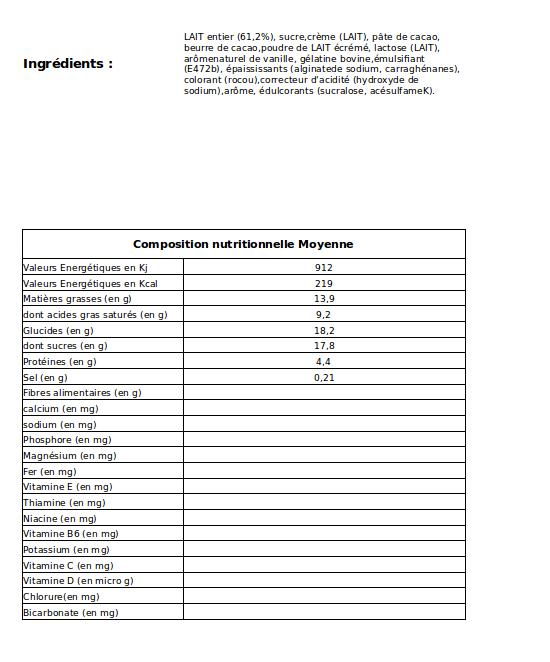 LAIT entier (61,2%), sucre,crème (LAIT), pâte de cacao,
beurre de cacao,poudre de LAIT écrémé, lactose (LAIT),
arômenaturel de vanille, gélatine bovine,émulsifiant
Ingrédients :
(E472b), épaississants (alginatede sodium, carraghénanes),
colorant (rocou),correcteur d'acidité (hydroxyde de
sodium),arôme, édulcorants (sucralose, acésulfameK).
Composition nutritionnelle Moyenne
Valeurs Energétiques en Kj 912
Valeurs Energétiques en Kcal 219
Matières grasses (en g) 13,9
dont acides gras saturés (en g) 9,2
Glucides (en g) 18,2
dont sucres (en g) 17,8
Protéines (en g) 4,4
Sel (en g) 0,21
Fibres alimentaires (en g)
calcium (en mg)
sodium (en mg)
Phosphore (en mg)
Magnésium (en mg)
Fer (en mg)
Vitamine E (en mg)
Thiamine (en mg)
Niacine (en mg)
Vitamine B6 (en mg)
Potassium (en mg)
Vitamine C (en mg)
Vitamine D (en micro g)
Chlorure(en mg)
Bicarbonate (en mg)